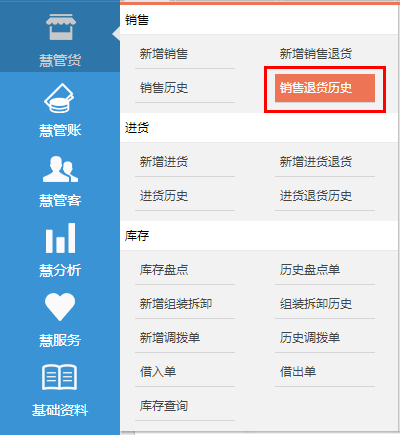 慧管货
慧管账
慧管客
慧分析
慧服务
基础资料
销售
新增销售 新增销售退货
销售历史 销售退货历史
进货
新增进货 新增进货退货
进货历史 进货退货历史
库存
库存盘点 历史盘点单
新增组装拆卸 组装拆卸历史
新增调拨单 历史调拨单
借入单 借出单
库存查询